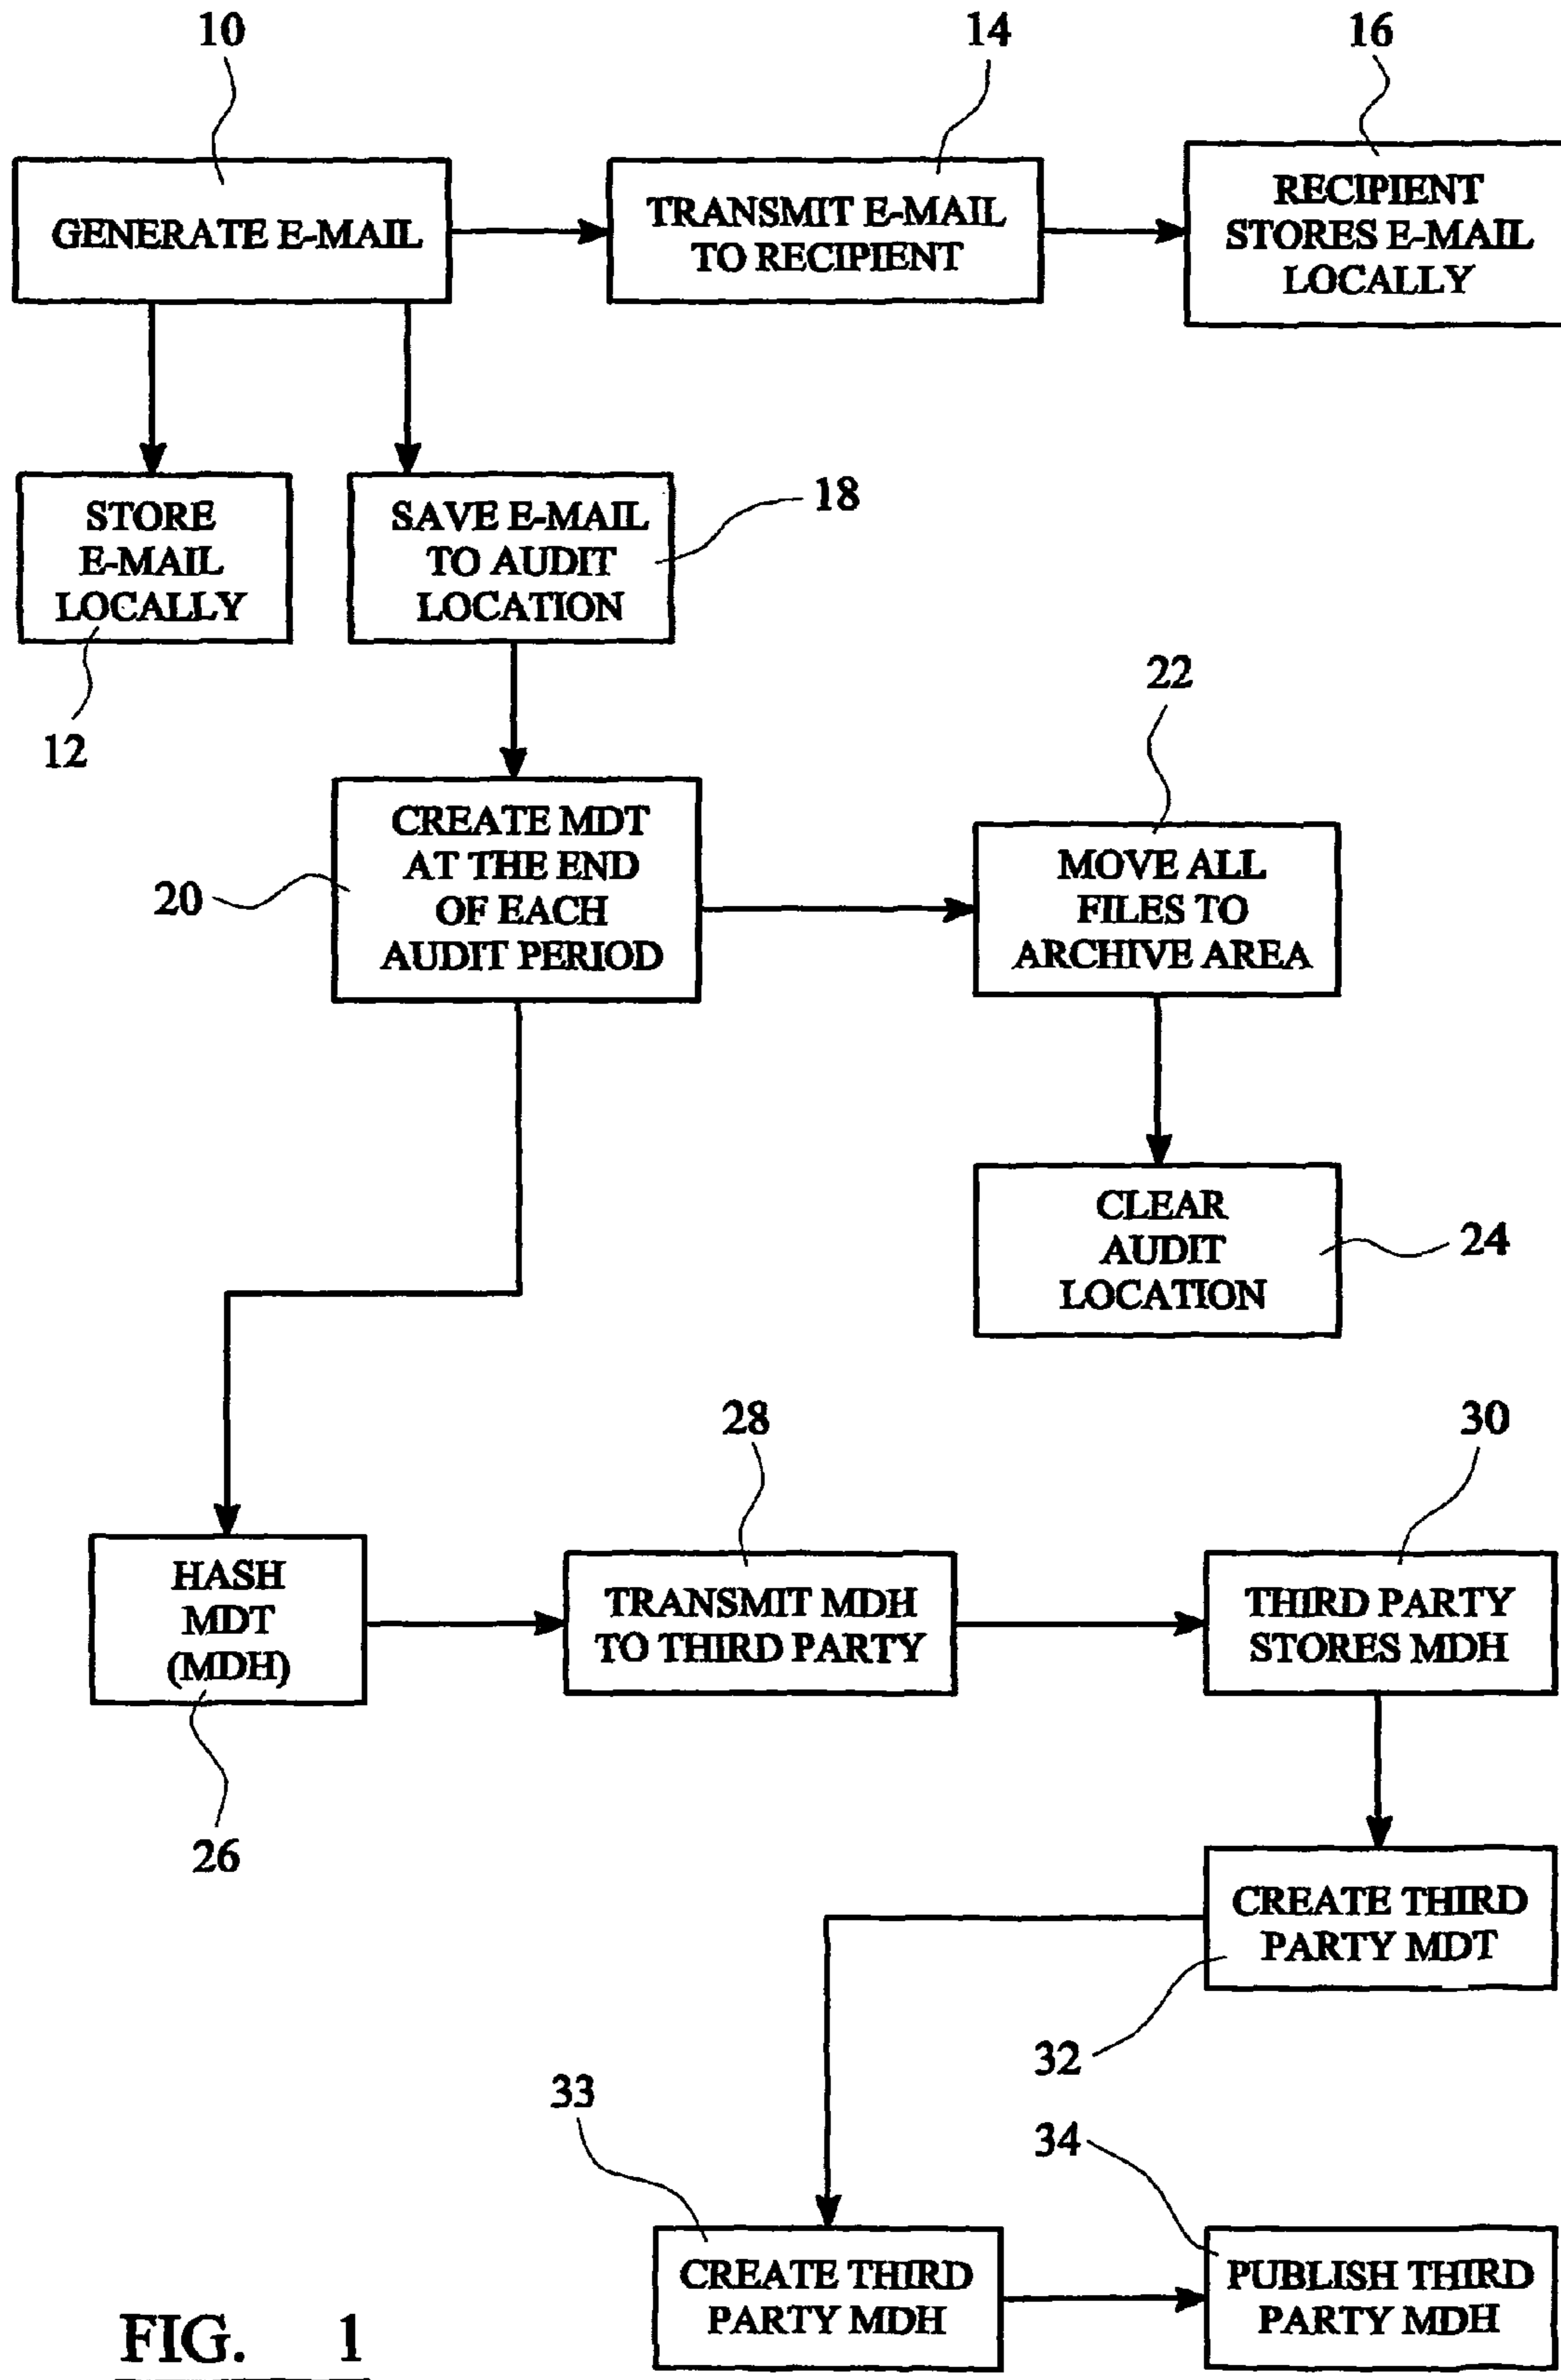 10
14
16
GENERATE E-MAIL
TRANSMIT E-MAIL
TO RECIPIENT
RECIPIENT
STORES E-MAIL
LOCALLY
STORE
E-MAIL
LOCALLY
12
SAVE E-MAIL
TO AUDIT
LOCATION
18
CREATE MDT
AT THE END
OF EACH
AUDIT PERIOD
20
22
MOVE ALL
FILES TO
ARCHIVE AREA
CLEAR
AUDIT
LOCATION
24
28
30
HASH
MDT
(MDH)
26
TRANSMIT MDH
TO THIRD PARTY
THIRD PARTY
STORES MDH
CREATE THIRD
PARTY MDT
32
33
34
CREATE THIRD
PARTY MDH
PUBLISH THIRD
PARTY MDH
FIG. 1